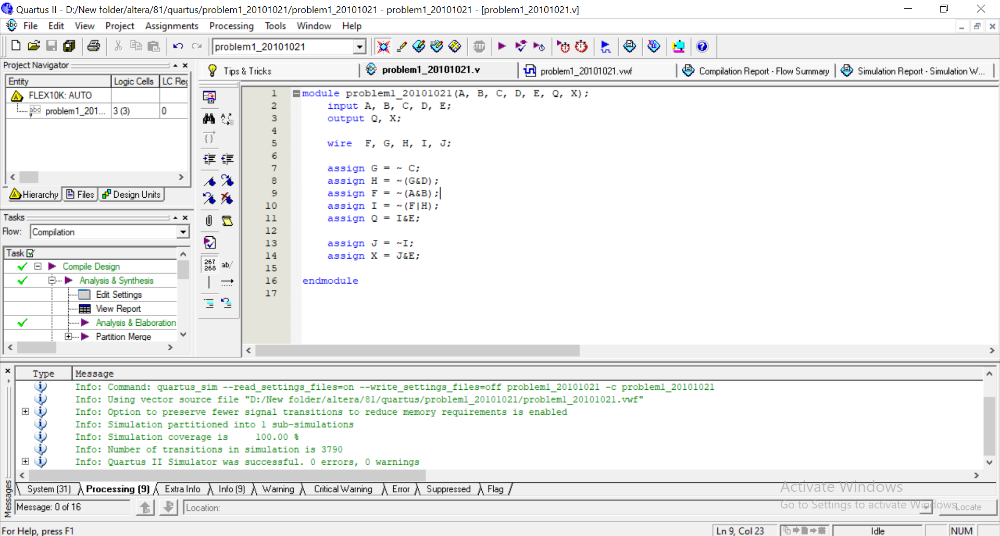 Quartus II - D:/New folder/altera/81/quartus/problem1_20101021/problem1_20101021 - problem1_20101021 - [problem1_20101021.v]
File Edit View Project Assignments Processing Tools Window Help
problem1_20101021
STOP
Project Navigator
Entity Logic Cells LC Reg
FLEX10K: AUTO
abd problem1_201... 3 (3) 0
Hierarchy Files Design Units
Tasks
Flow: Compilation
Task
Compile Design
Analysis & Synthesis
Edit Settings
View Report
Analysis & Elaboration
Partition Merge
Tips & Tricks
abc problem1_20101021.v
problem1_20101021.vwf
Compilation Report - Flow Summary
Simulation Report - Simulation W...
267
268
ab/
1 module problem1_20101021(A, B, C, D, E, Q, X);
2 input A, B, C, D, E;
3 output Q, X;
4
5 wire F, G, H, I, J;
6
7 assign G = ~ C;
8 assign H = ~(G&D);
9 assign F = ~(A&B);
10 assign I = ~(F|H);
11 assign Q = I&E;
12
13 assign J = ~I;
14 assign X = J&E;
15
16 endmodule
17
Type Message
Info: Command: quartus_sim --read_settings_files=on --write_settings_files=off problem1_20101021 -c problem1_20101021
Info: Using vector source file "D:/New folder/altera/81/quartus/problem1_20101021/problem1_20101021.vwf"
Info: Option to preserve fewer signal transitions to reduce memory requirements is enabled
Info: Simulation partitioned into 1 sub-simulations
Info: Simulation coverage is 100.00 %
Info: Number of transitions in simulation is 3790
Info: Quartus II Simulator was successful. 0 errors, 0 warnings
System (31) Processing (9) Extra Info Info (9) Warning Critical Warning Error Suppressed Flag
Messages
Message: 0 of 16
Location:
Locate
Activate Windows
Go to Settings to activate Windows.
For Help, press F1
Ln 9, Col 23
Idle
NUM